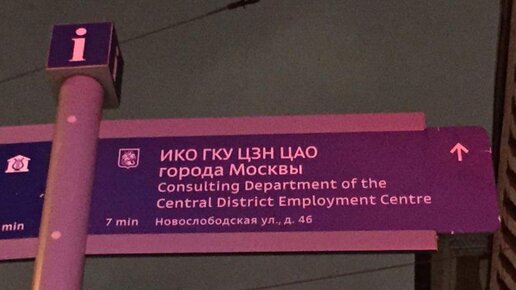 i
ИКО ГКУ ЦЗН ЦАО
города Москвы
Consulting Department of the
Central District Employment Centre
min
7 min Новослободская ул., д. 46